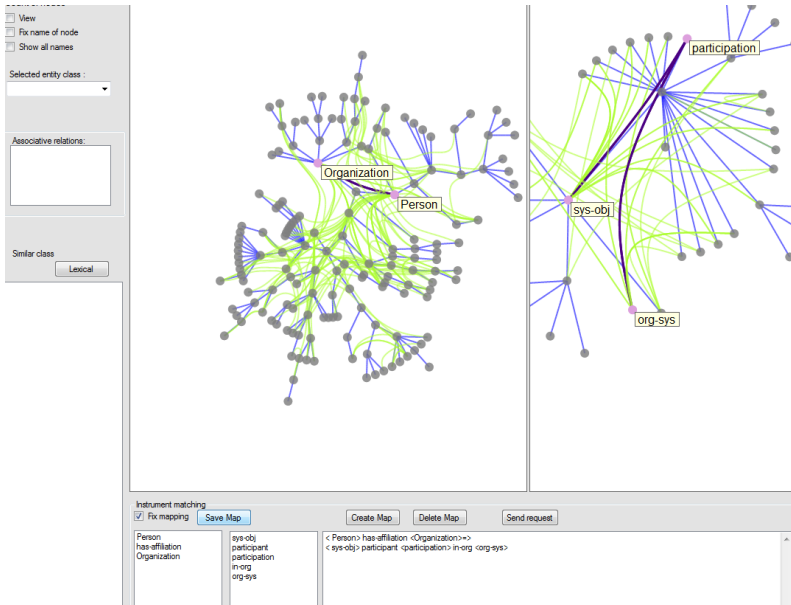 View
Fix name of node
Show all names
Selected entity class :
Associative relations:
Similar class
Lexical
Organization
Person
participation
sys-obj
org-sys
Instrument matching
Fix mapping
Save Map
Create Map
Delete Map
Send request
Person
has-affiliation
Organization
sys-obj
participant
participation
in-org
org-sys
< Person> has-affiliation <Organization>=>
< sys-obj> participant <participation> in-org <org-sys>